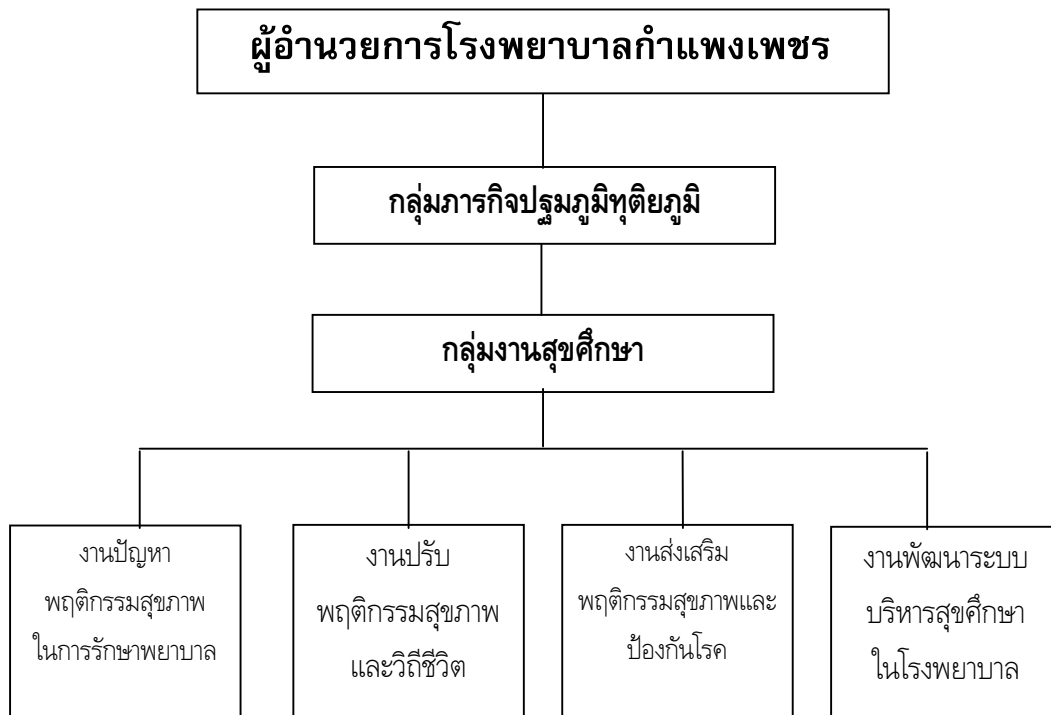 ผู้อำนวยการโรงพยาบาลกำแพงเพชร
กลุ่มภารกิจปฐมภูมิทุติยภูมิ
กลุ่มงานสุขศึกษา
งานปัญหา
พฤติกรรมสุขภาพ
ในการรักษาพยาบาล
งานปรับ
พฤติกรรมสุขภาพ
และวิถีชีวิต
งานส่งเสริม
พฤติกรรมสุขภาพและ
ป้องกันโรค
งานพัฒนาระบบ
บริหารสุขศึกษา
ในโรงพยาบาล